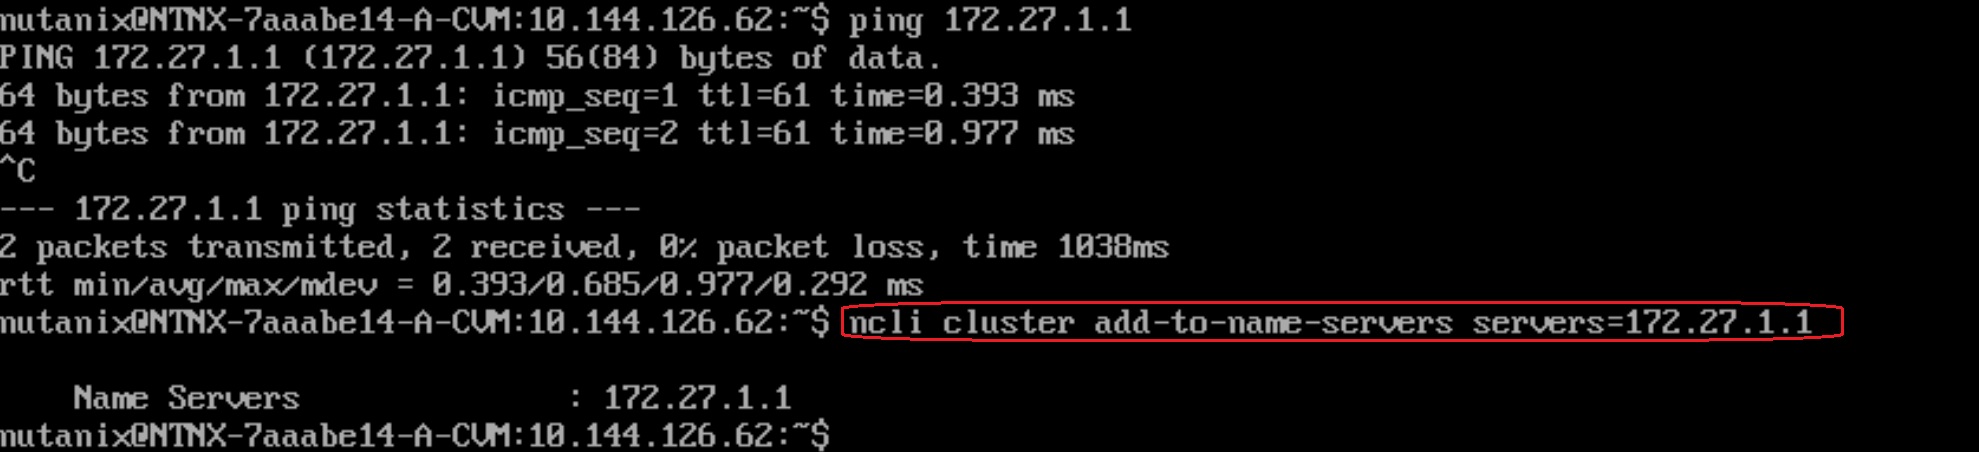 nutanix@NTNX-7aaabe14-A-CVM:10.144.126.62:~$ ping 172.27.1.1
PING 172.27.1.1 (172.27.1.1) 56(84) bytes of data.
64 bytes from 172.27.1.1: icmp_seq=1 ttl=61 time=0.393 ms
64 bytes from 172.27.1.1: icmp_seq=2 ttl=61 time=0.977 ms
^C
--- 172.27.1.1 ping statistics ---
2 packets transmitted, 2 received, 0% packet loss, time 1038ms
rtt min/avg/max/mdev = 0.393/0.685/0.977/0.292 ms
nutanix@NTNX-7aaabe14-A-CVM:10.144.126.62:~$ ncli cluster add-to-name-servers servers=172.27.1.1
Name Servers : 172.27.1.1
nutanix@NTNX-7aaabe14-A-CVM:10.144.126.62:~$